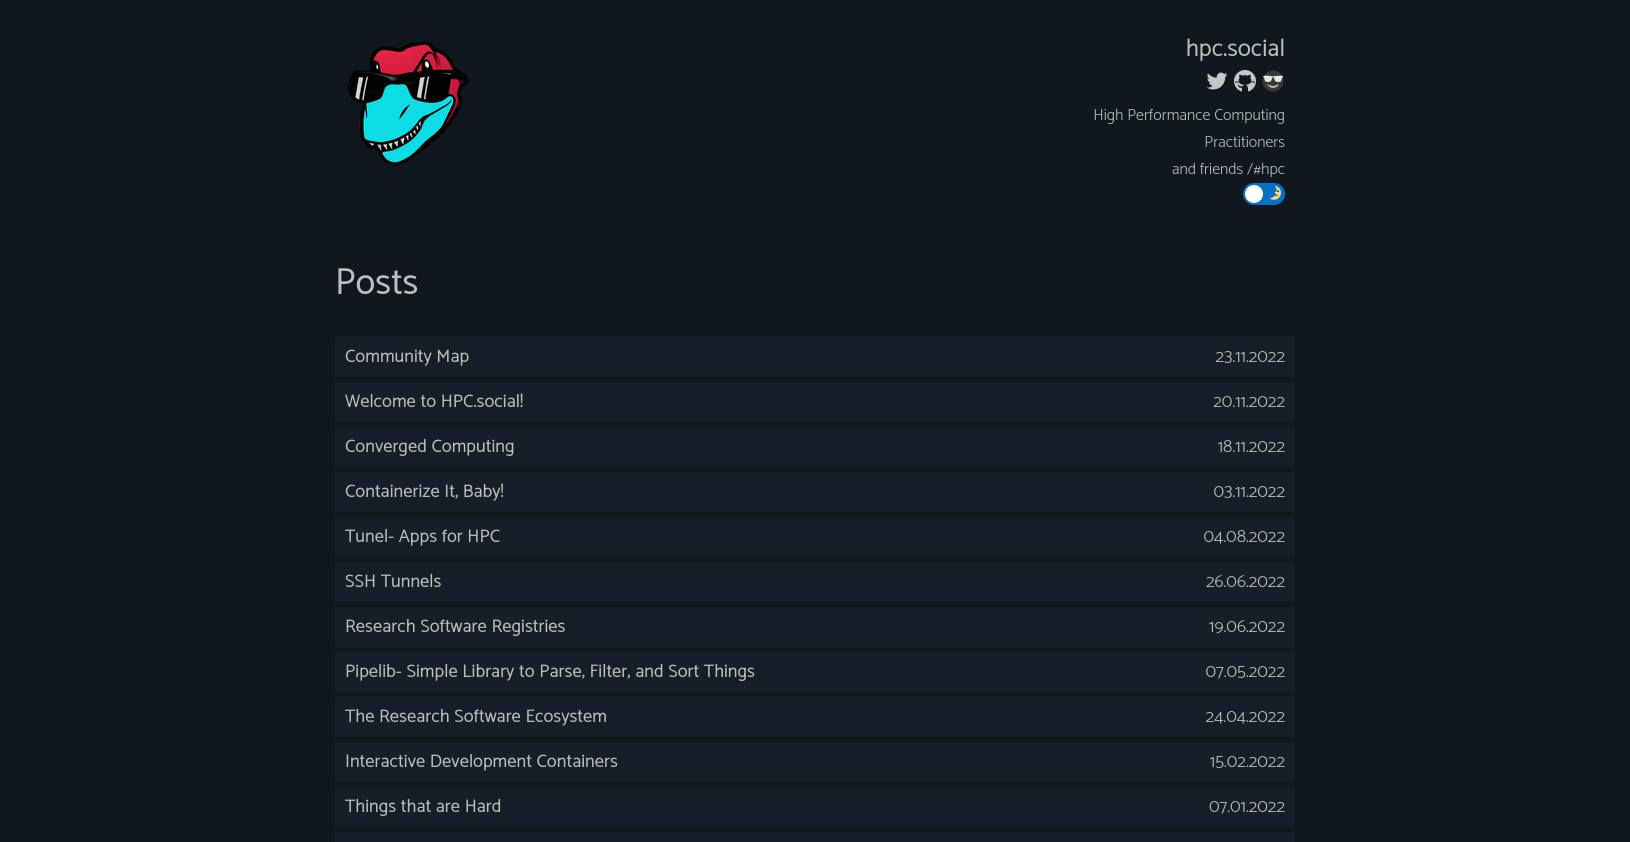 hpc.social
High Performance Computing
Practitioners
and friends /#hpc
Posts
Community Map 23.11.2022
Welcome to HPC.social! 20.11.2022
Converged Computing 18.11.2022
Containerize It, Baby! 03.11.2022
Tunel- Apps for HPC 04.08.2022
SSH Tunnels 26.06.2022
Research Software Registries 19.06.2022
Pipelib- Simple Library to Parse, Filter, and Sort Things 07.05.2022
The Research Software Ecosystem 24.04.2022
Interactive Development Containers 15.02.2022
Things that are Hard 07.01.2022